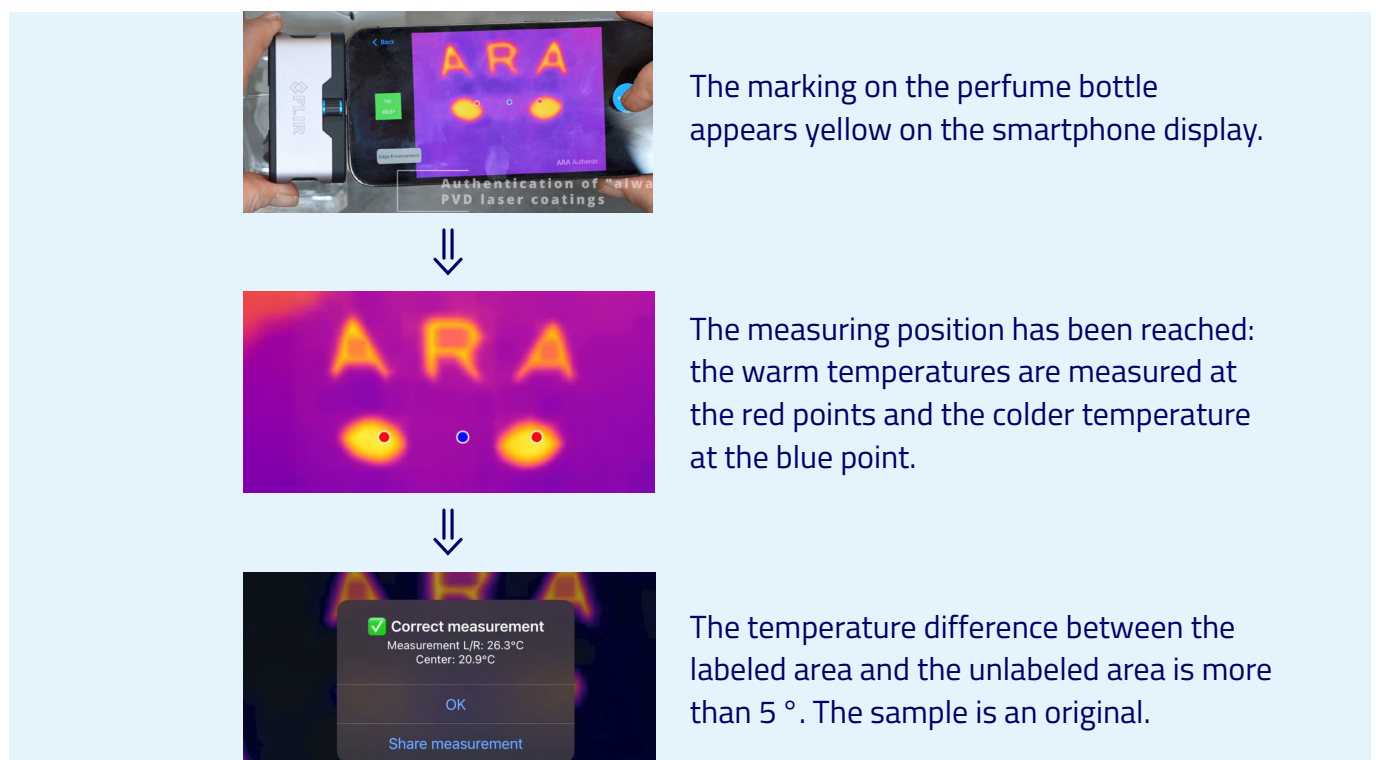 Back
FLIR
Edge Enhancement
ARA
ARA Authentic
Authentication of "alwa
PVD laser coatings
The marking on the perfume bottle
appears yellow on the smartphone display.
ARA
The measuring position has been reached:
the warm temperatures are measured at
the red points and the colder temperature
at the blue point.
ARA
Correct measurement
Measurement L/R: 26.3°C
Center: 20.9°C
OK
Share measurement
The temperature difference between the
labeled area and the unlabeled area is more
than 5 °. The sample is an original.